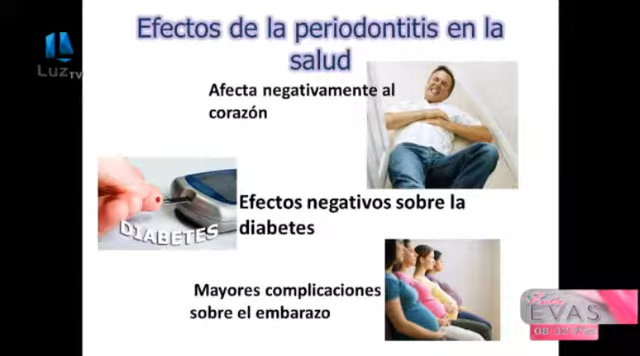 Efectos de la periodontitis en la
salud
LUZTV
Afecta negativamente al
corazón
Efectos negativos sobre la
diabetes
DIABETES
Mayores complicaciones
sobre el embarazo
EVAS